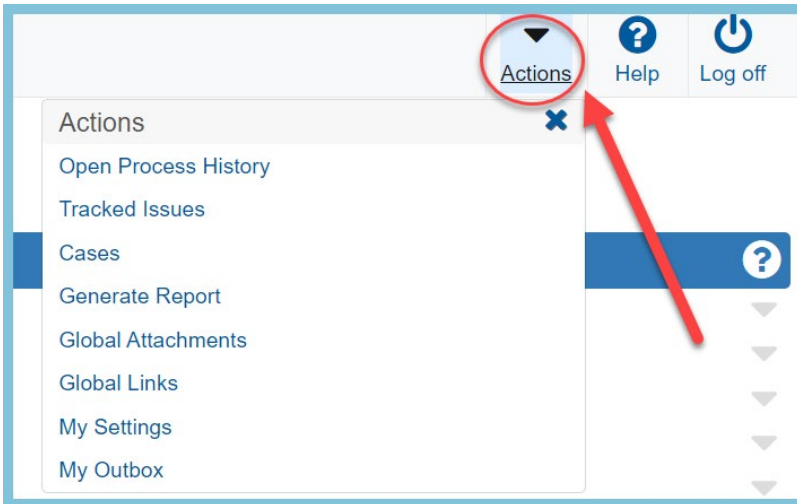 Actions
Help
Log off
Actions
Open Process History
Tracked Issues
Cases
Generate Report
Global Attachments
Global Links
My Settings
My Outbox